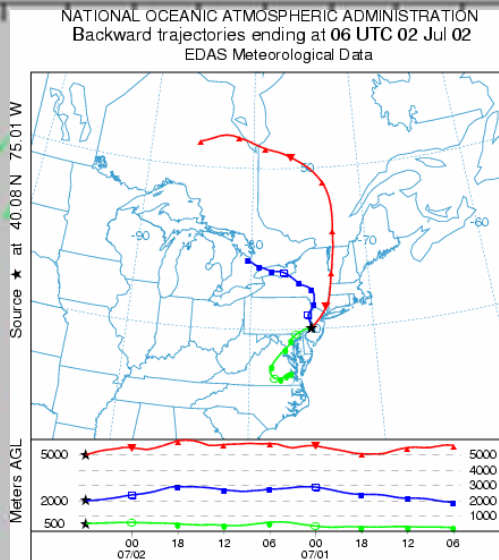 NATIONAL OCEANIC ATMOSPHERIC ADMINISTRATION
Backward trajectories ending at 06 UTC 02 Jul 02
EDAS Meteorological Data
Source ★ at 40.08 N 75.01 W
50
-60
-90
-80
-70
40
Meters AGL
5000
2000
500
5000
4000
3000
2000
1000
00 18 12 06 00 18 12 06
07/02 07/01